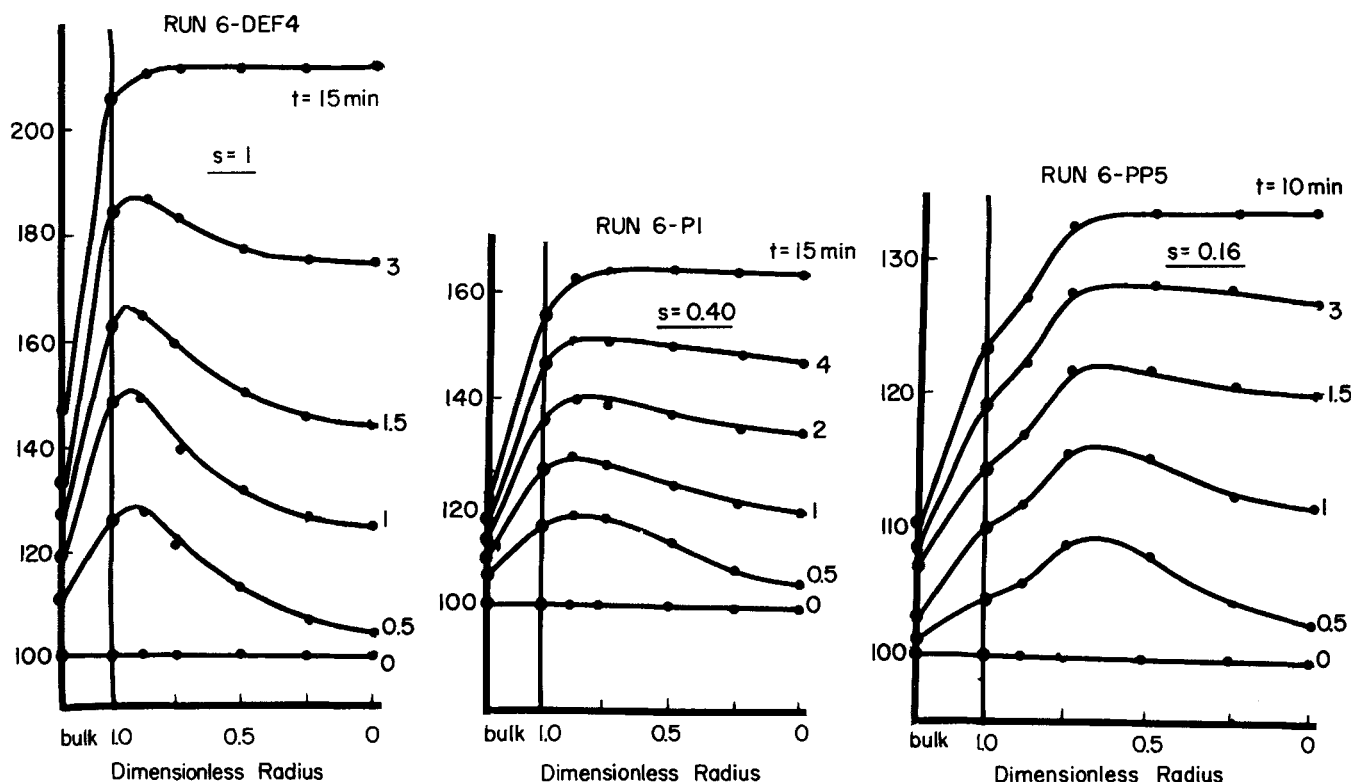 RUN 6-DEF4
t = 15 min
200
s = 1
180
3
160
1.5
140
1
120
0.5
100
0
bulk 1.0 0.5 0
Dimensionless Radius
RUN 6-P1
t = 15 min
160
s = 0.40
4
140
2
120
1
0.5
100
0
bulk 1.0 0.5 0
Dimensionless Radius
RUN 6-PP5
t = 10 min
130
s = 0.16
3
120
1.5
110
1
0.5
100
0
bulk 1.0 0.5 0
Dimensionless Radius